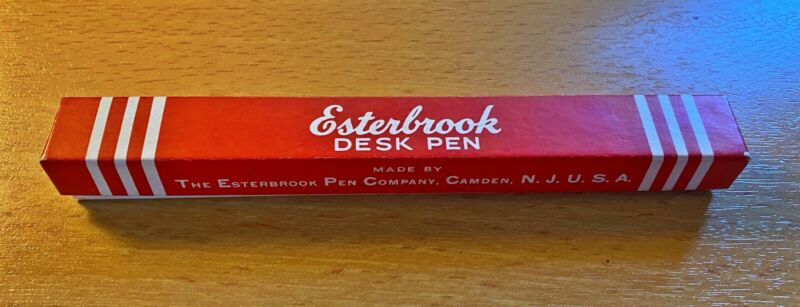 Esterbrook
DESK PEN
MADE BY
THE ESTERBROOK PEN COMPANY, CAMDEN, N. J. U. S. A.